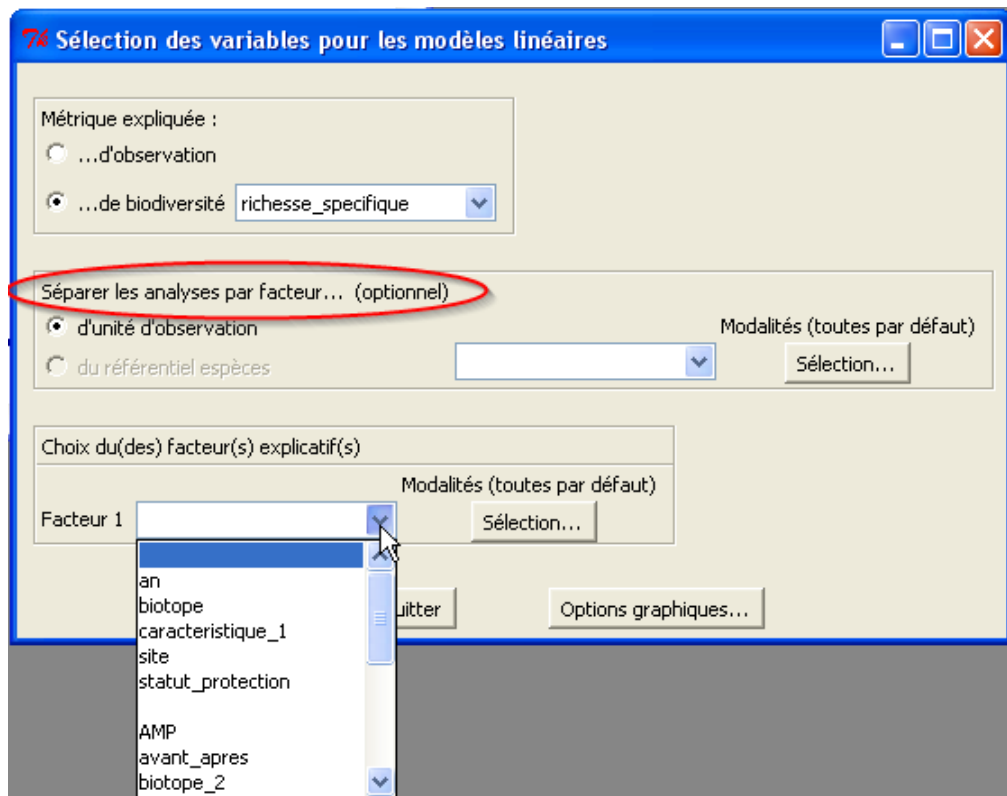 Sélection des variables pour les modèles linéaires
Métrique expliquée :
...d'observation
...de biodiversité richesse_specifique
Séparer les analyses par facteur... (optionnel)
d'unité d'observation
Modalités (toutes par défaut)
du référentiel espèces
Sélection...
Choix du(des) facteur(s) explicatif(s)
Modalités (toutes par défaut)
Facteur 1
Sélection...
an
biotope
caracteristique_1
site
statut_protection
AMP
avant_apres
biotope_2
uitter
Options graphiques...